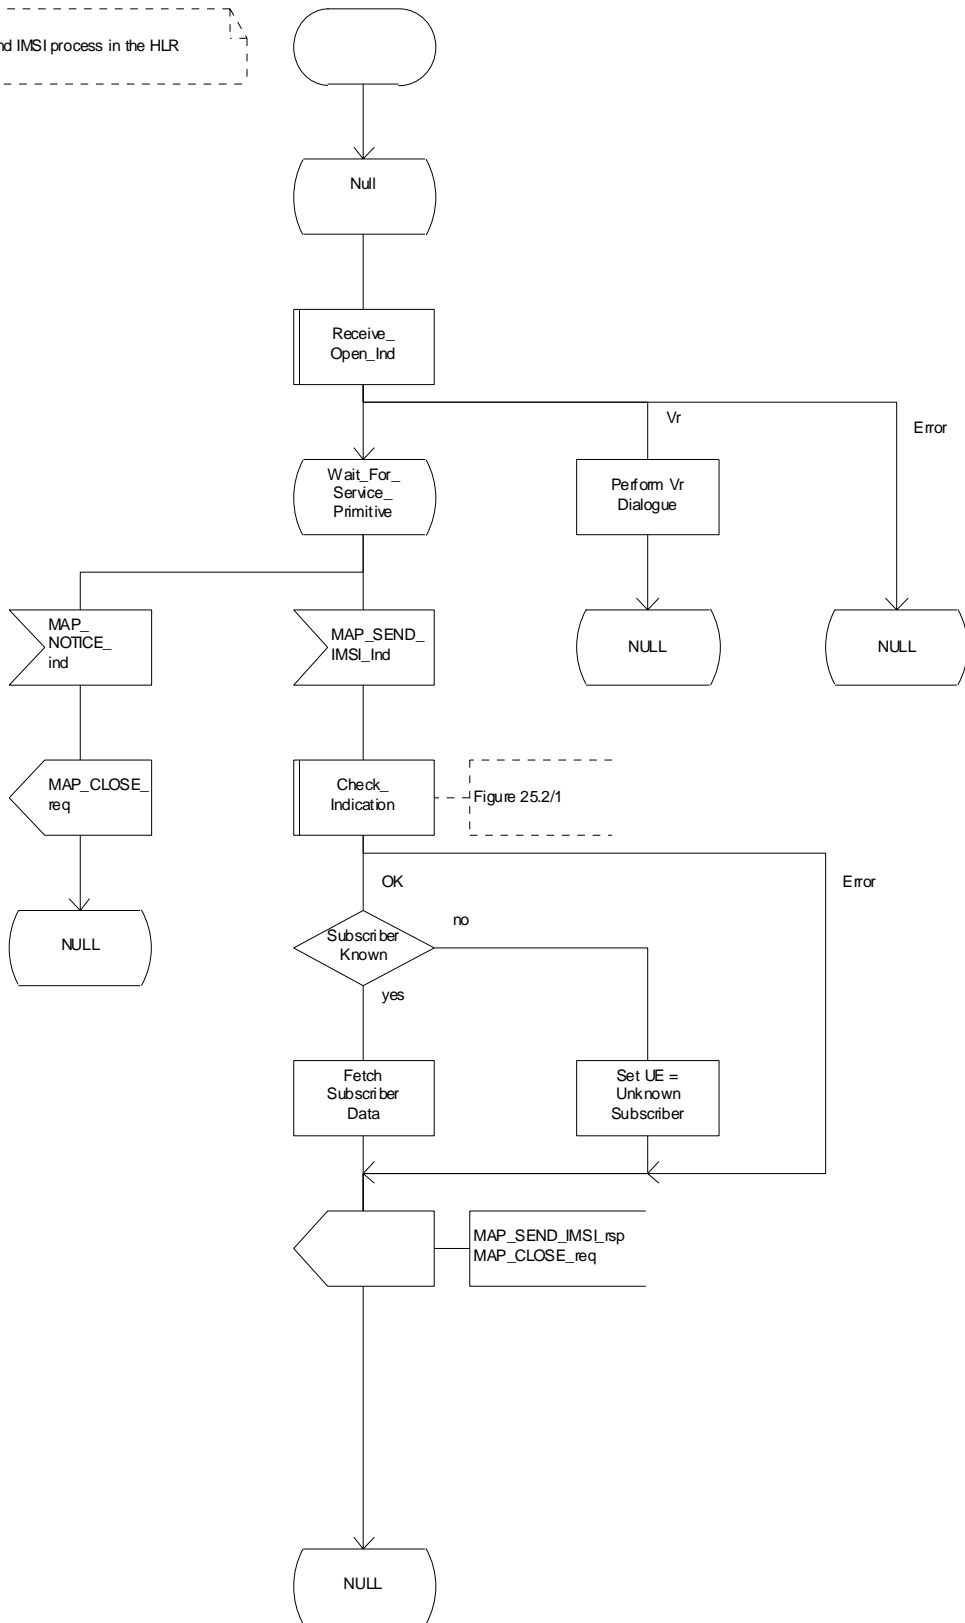 IMSI process in the HLR
Null
Receive_
Open_Ind
Vr
Error
Wait_For_
Service_
Primitive
Perform Vr
Dialogue
MAP_
NOTICE_
ind
MAP_SEND_
IMSI_Ind
NULL
NULL
MAP_CLOSE_
req
Check_
Indication
Figure 25.2/1
OK
Error
no
Subscriber
Known
NULL
yes
Fetch
Subscriber
Data
Set UE =
Unknown
Subscriber
MAP_SEND_IMSI_rsp
MAP_CLOSE_req
NULL